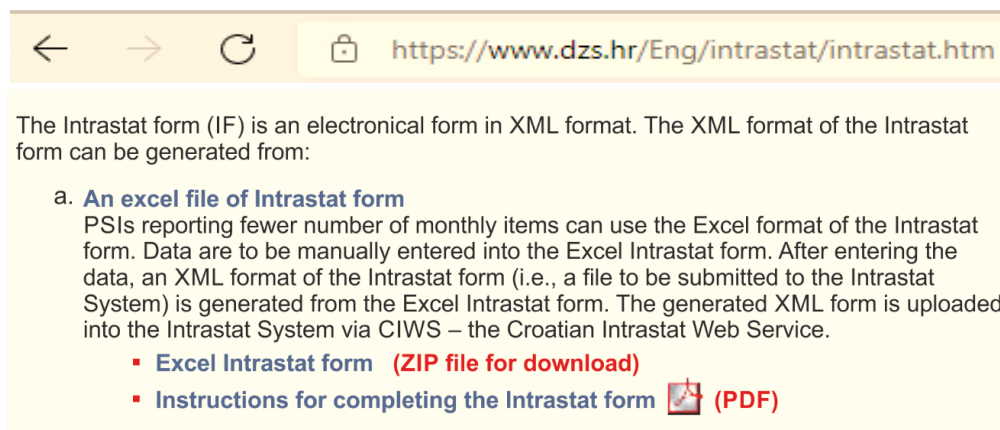 https://www.dzs.hr/Eng/intrastat/intrastat.htm
The Intrastat form (IF) is an electronical form in XML format. The XML format of the Intrastat
form can be generated from:
a. An excel file of Intrastat form
PSIs reporting fewer number of monthly items can use the Excel format of the Intrastat
form. Data are to be manually entered into the Excel Intrastat form. After entering the
data, an XML format of the Intrastat form (i.e., a file to be submitted to the Intrastat
System) is generated from the Excel Intrastat form. The generated XML form is uploaded
into the Intrastat System via CIWS – the Croatian Intrastat Web Service.
▪ Excel Intrastat form (ZIP file for download)
▪ Instructions for completing the Intrastat form (PDF)